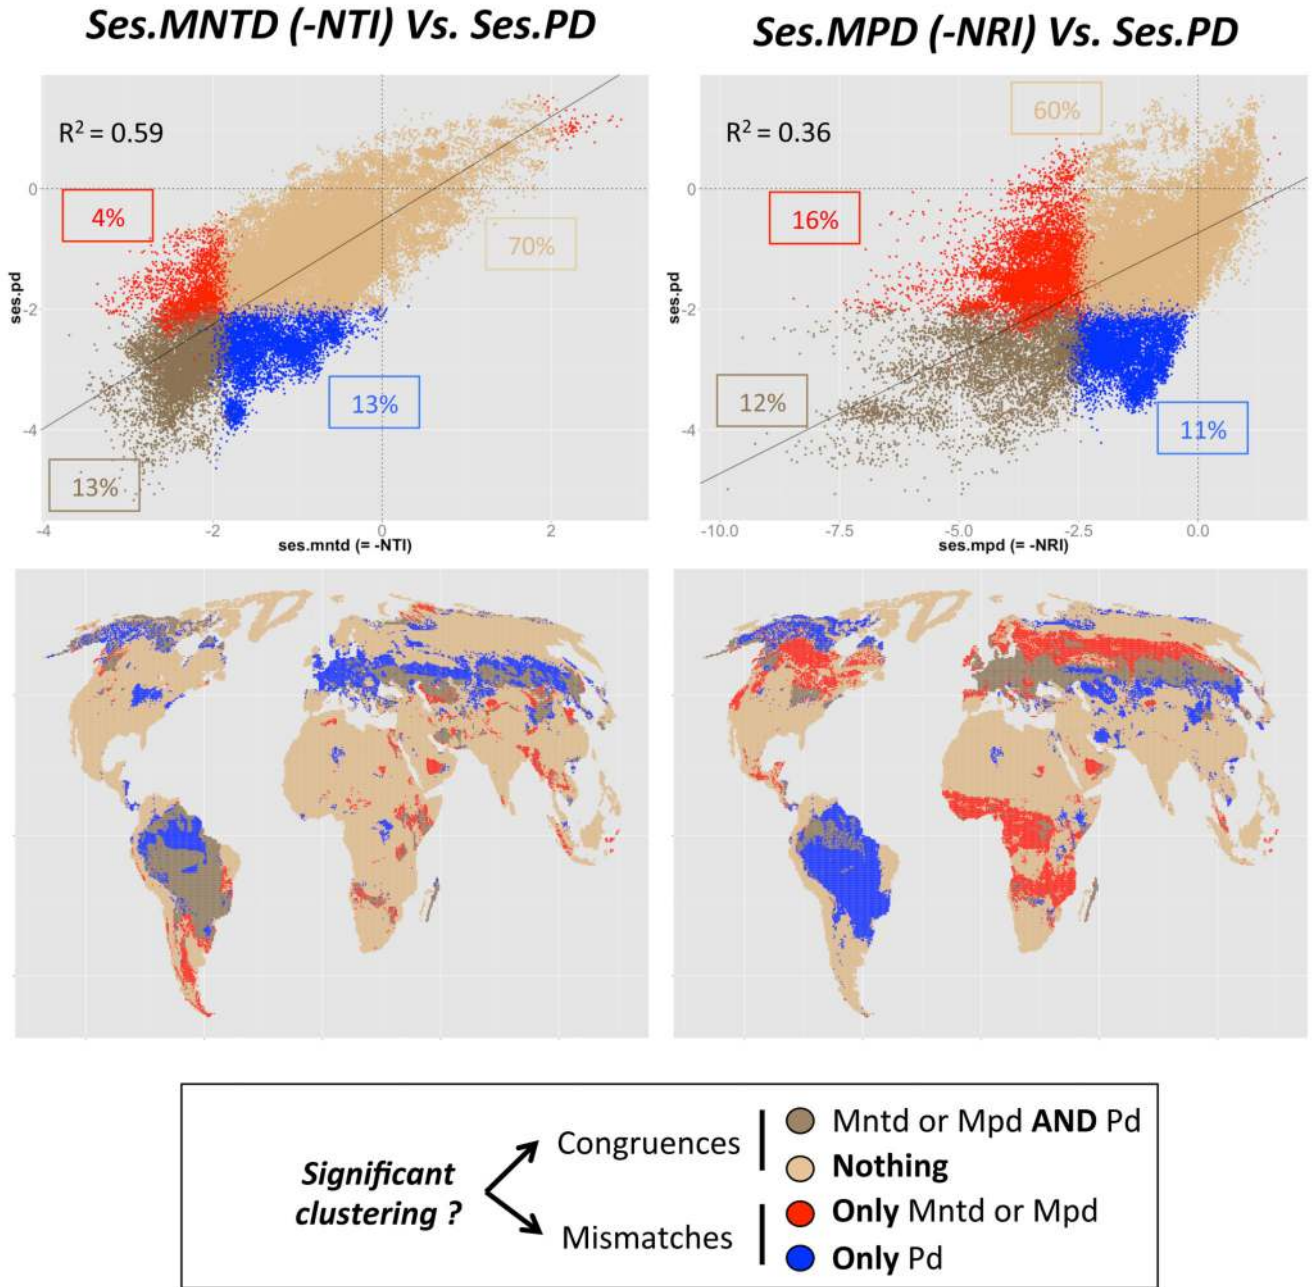 Ses.MNTD (-NTI) Vs. Ses.PD
Ses.MPD (-NRI) Vs. Ses.PD
R² = 0.59
4%
70%
13%
13%
ses.pd
0
-2
-4
-4
-2
0
2
ses.mntd (= -NTI)
60%
R² = 0.36
16%
12%
11%
ses.pd
0
-2
-4
-10.0
-7.5
-5.0
-2.5
0.0
ses.mpd (= -NRI)
Significant
clustering ?
Congruences
Mntd or Mpd AND Pd
Nothing
Mismatches
Only Mntd or Mpd
Only Pd